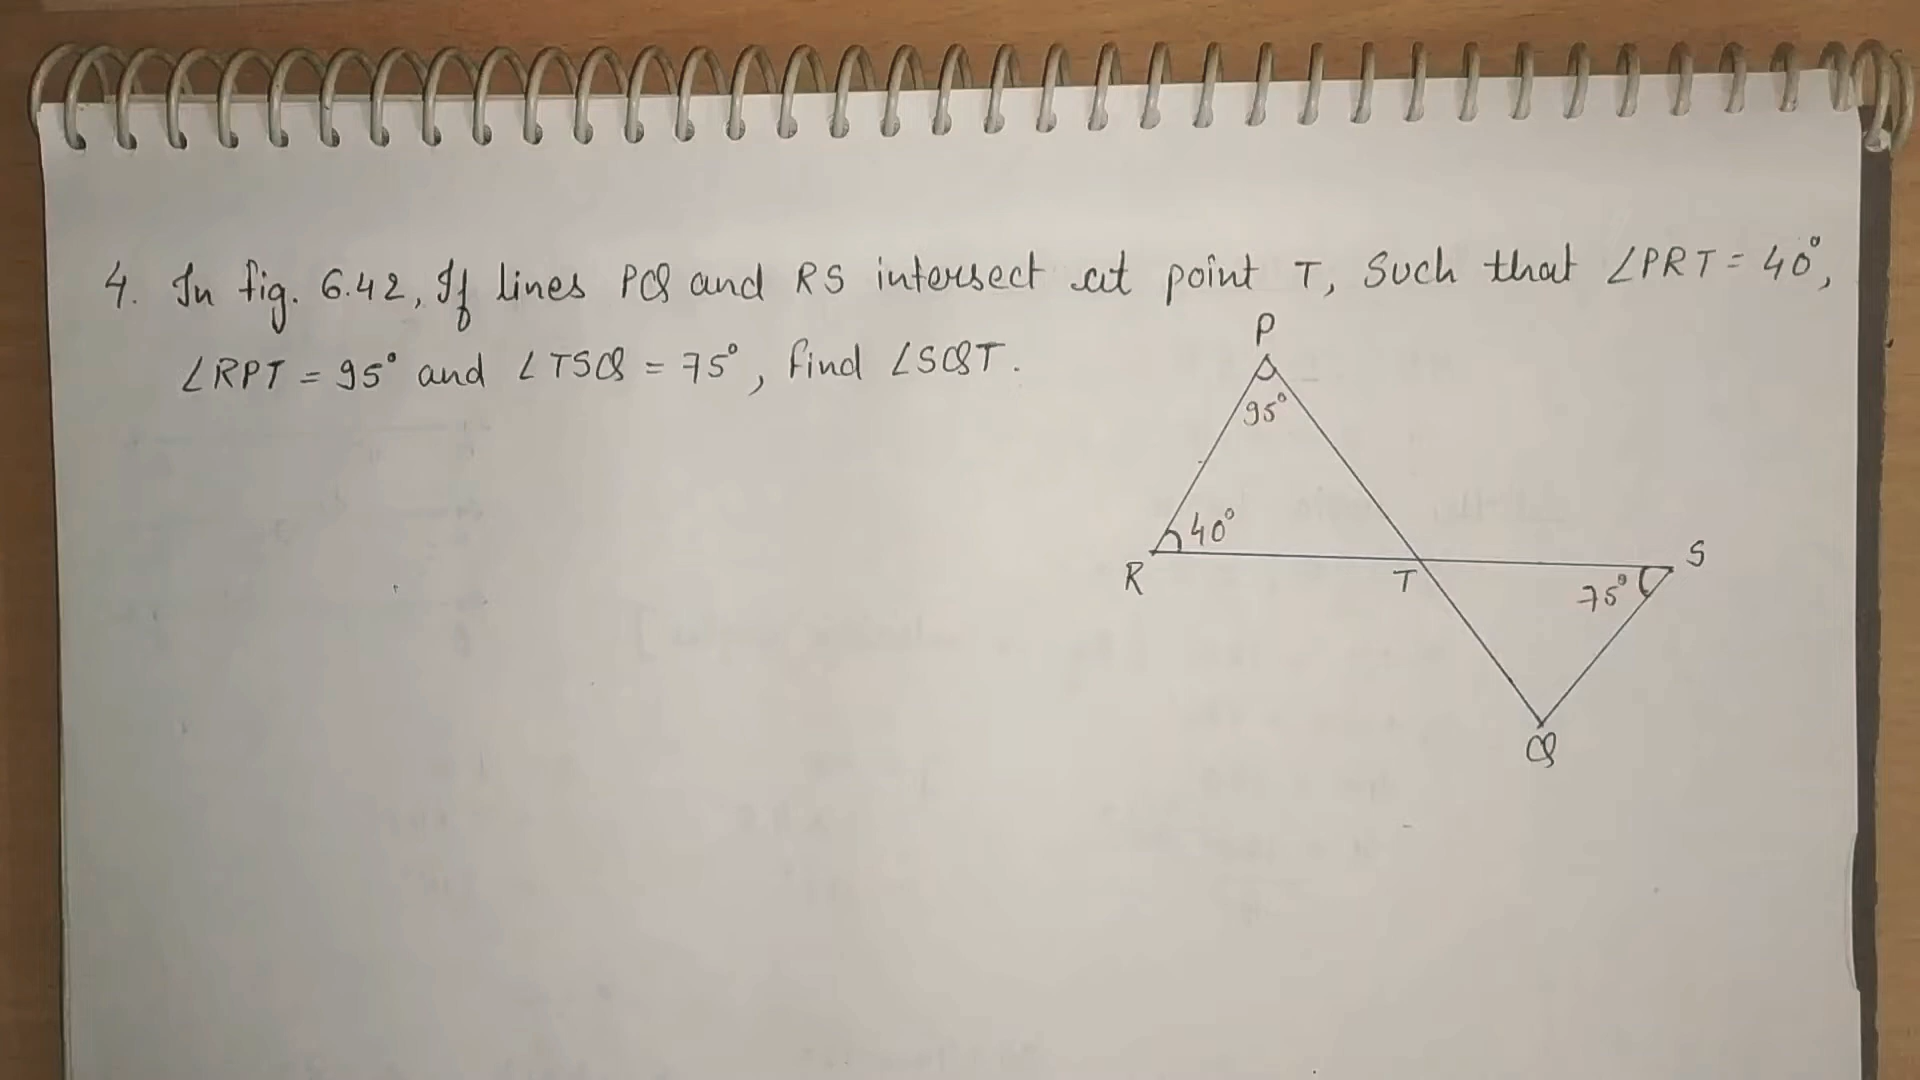 4. In fig. 6.42, If lines PQ and RS intersect at point T, Such that ∠PRT = 40°,
∠RPT = 95° and ∠TSQ = 75°, find ∠SQT.
P
95°
40°
R
T
S
75°
Q